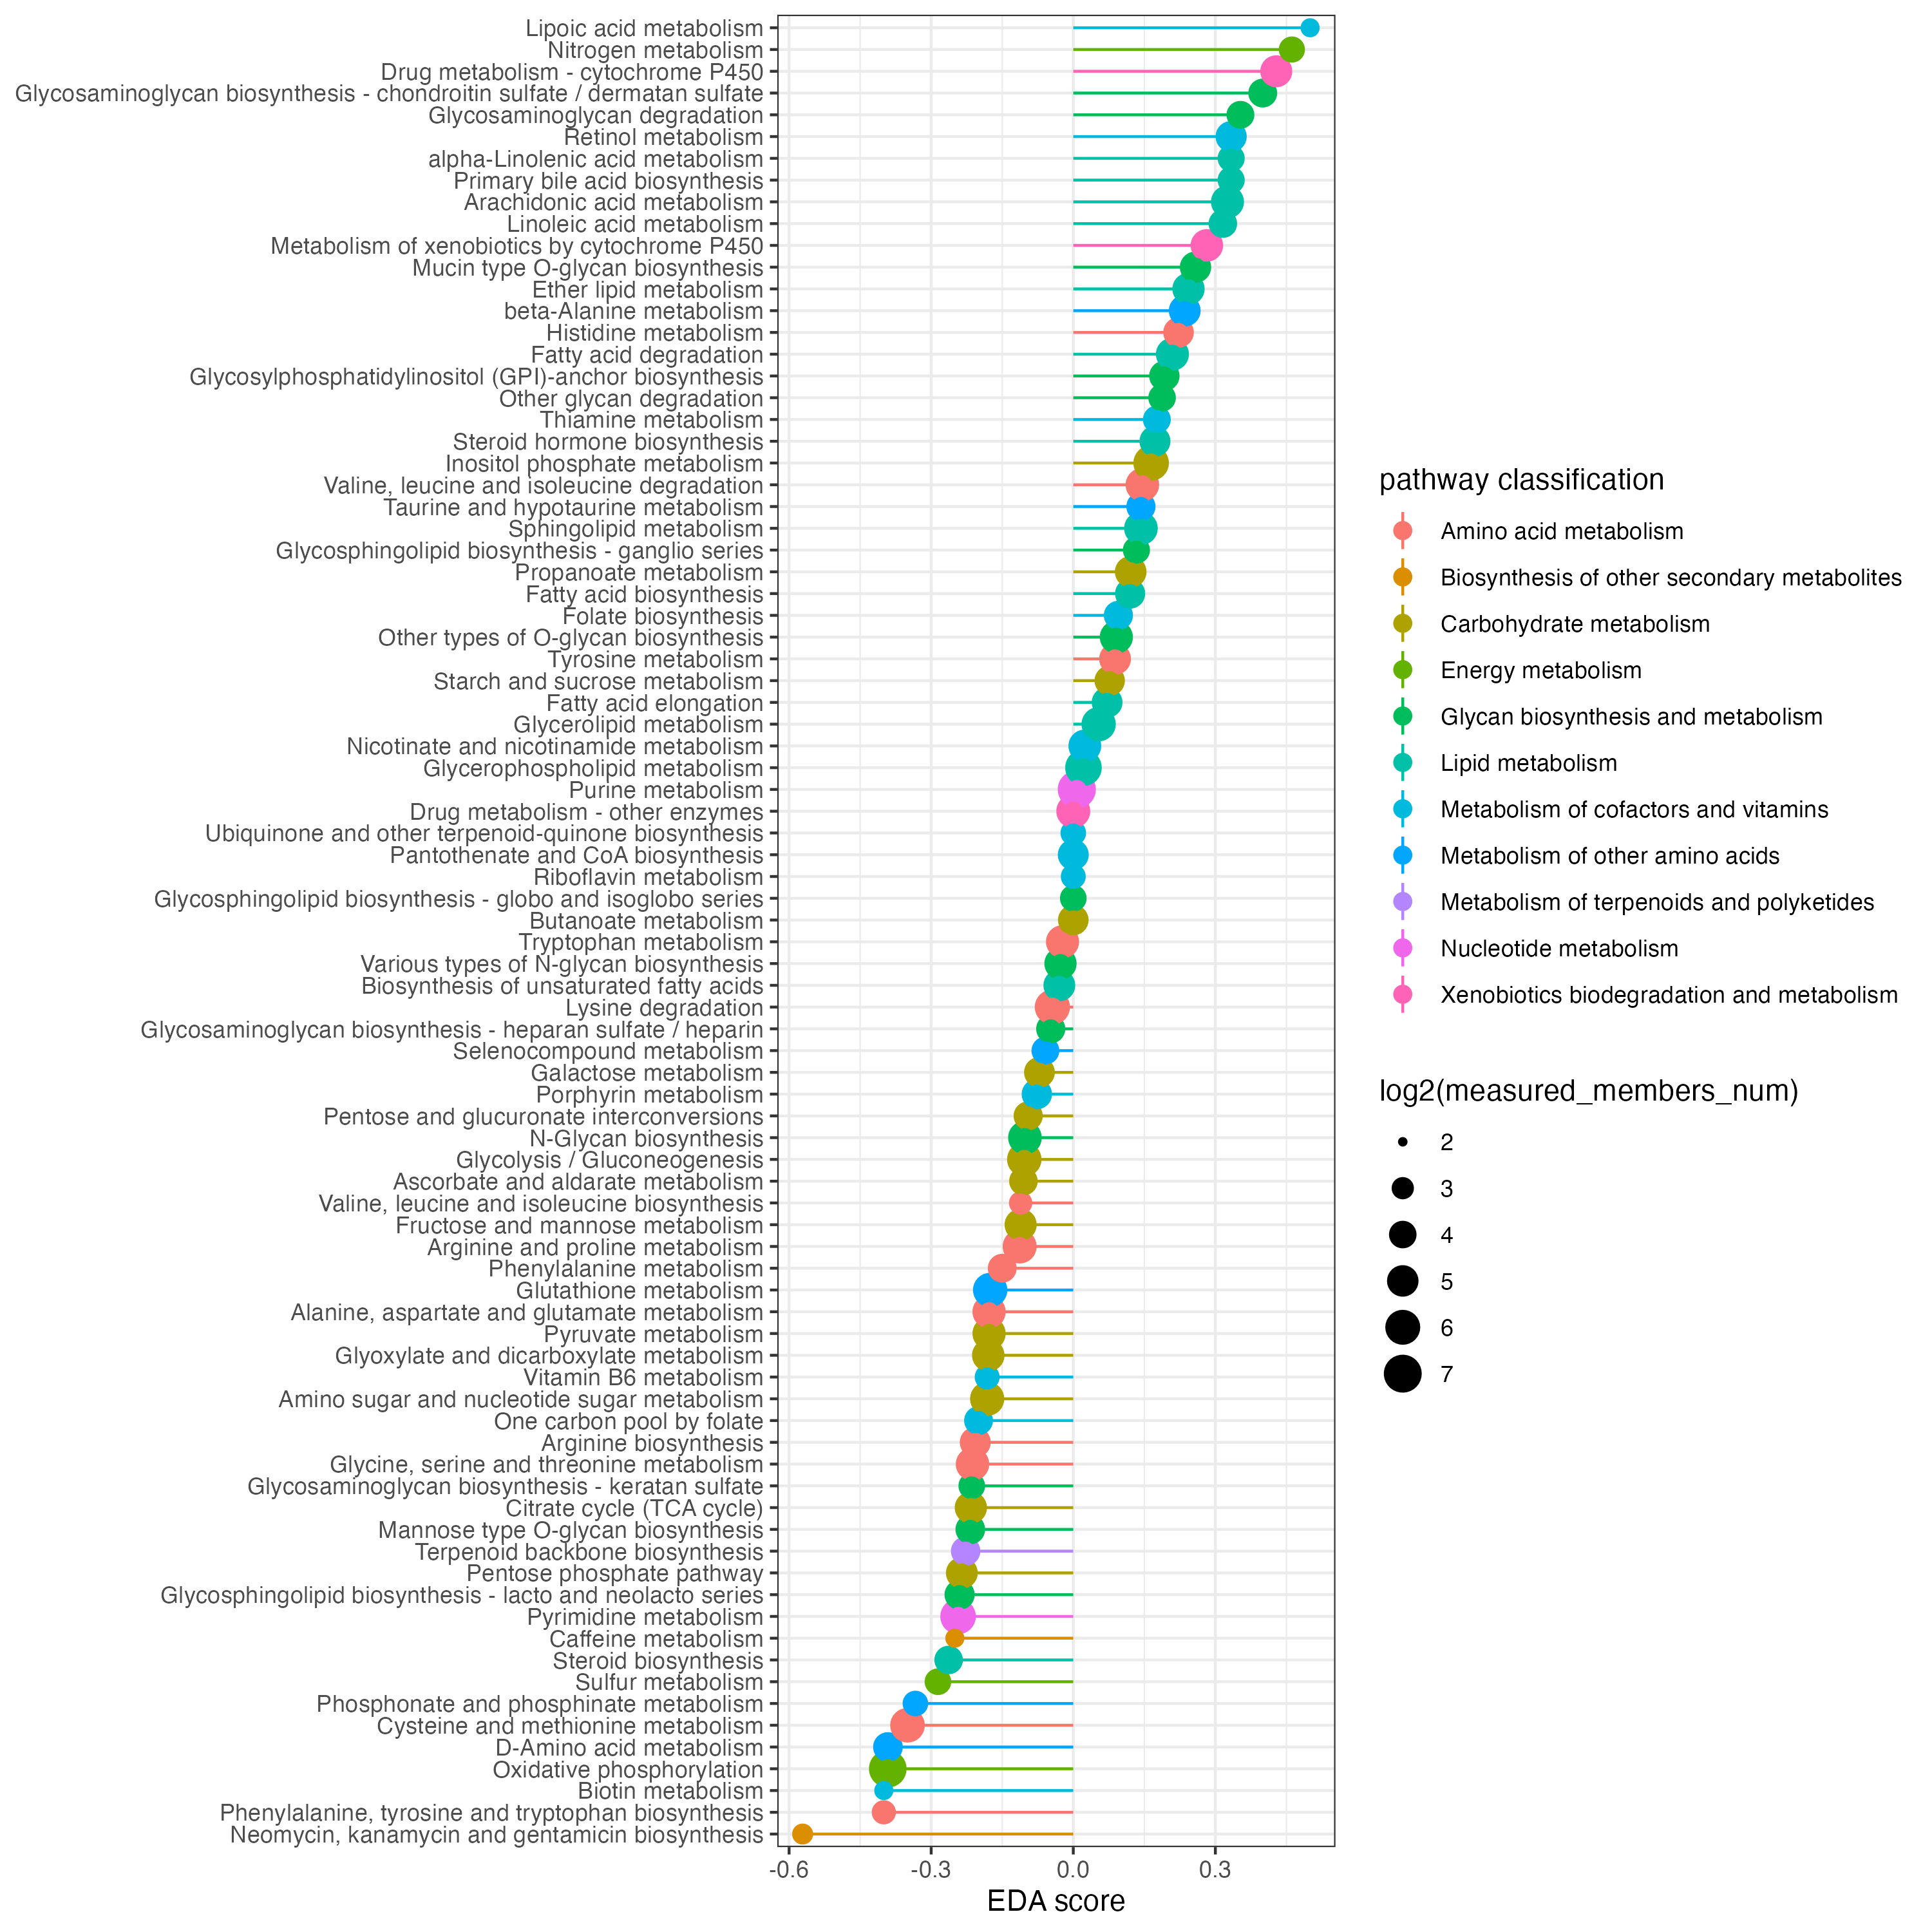 Lipoic acid metabolism
Nitrogen metabolism
Drug metabolism - cytochrome P450
Glycosaminoglycan biosynthesis - chondroitin sulfate / dermatan sulfate
Glycosaminoglycan degradation
Retinol metabolism
alpha-Linolenic acid metabolism
Primary bile acid biosynthesis
Arachidonic acid metabolism
Linoleic acid metabolism
Metabolism of xenobiotics by cytochrome P450
Mucin type O-glycan biosynthesis
Ether lipid metabolism
beta-Alanine metabolism
Histidine metabolism
Fatty acid degradation
Glycosylphosphatidylinositol (GPI)-anchor biosynthesis
Other glycan degradation
Thiamine metabolism
Steroid hormone biosynthesis
Inositol phosphate metabolism
Valine, leucine and isoleucine degradation
Taurine and hypotaurine metabolism
Sphingolipid metabolism
Glycosphingolipid biosynthesis - ganglio series
Propanoate metabolism
Fatty acid biosynthesis
Folate biosynthesis
Other types of O-glycan biosynthesis
Tyrosine metabolism
Starch and sucrose metabolism
Fatty acid elongation
Glycerolipid metabolism
Nicotinate and nicotinamide metabolism
Glycerophospholipid metabolism
Purine metabolism
Drug metabolism - other enzymes
Ubiquinone and other terpenoid-quinone biosynthesis
Pantothenate and CoA biosynthesis
Riboflavin metabolism
Glycosphingolipid biosynthesis - globo and isoglobo series
Butanoate metabolism
Tryptophan metabolism
Various types of N-glycan biosynthesis
Biosynthesis of unsaturated fatty acids
Lysine degradation
Glycosaminoglycan biosynthesis - heparan sulfate / heparin
Selenocompound metabolism
Galactose metabolism
Porphyrin metabolism
Pentose and glucuronate interconversions
N-Glycan biosynthesis
Glycolysis / Gluconeogenesis
Ascorbate and aldarate metabolism
Valine, leucine and isoleucine biosynthesis
Fructose and mannose metabolism
Arginine and proline metabolism
Phenylalanine metabolism
Glutathione metabolism
Alanine, aspartate and glutamate metabolism
Pyruvate metabolism
Glyoxylate and dicarboxylate metabolism
Vitamin B6 metabolism
Amino sugar and nucleotide sugar metabolism
One carbon pool by folate
Arginine biosynthesis
Glycine, serine and threonine metabolism
Glycosaminoglycan biosynthesis - keratan sulfate
Citrate cycle (TCA cycle)
Mannose type O-glycan biosynthesis
Terpenoid backbone biosynthesis
Pentose phosphate pathway
Glycosphingolipid biosynthesis - lacto and neolacto series
Pyrimidine metabolism
Caffeine metabolism
Steroid biosynthesis
Sulfur metabolism
Phosphonate and phosphinate metabolism
Cysteine and methionine metabolism
D-Amino acid metabolism
Oxidative phosphorylation
Biotin metabolism
Phenylalanine, tyrosine and tryptophan biosynthesis
Neomycin, kanamycin and gentamicin biosynthesis
-0.6 -0.3 0.0 0.3
EDA score
pathway classification
Amino acid metabolism
Biosynthesis of other secondary metabolites
Carbohydrate metabolism
Energy metabolism
Glycan biosynthesis and metabolism
Lipid metabolism
Metabolism of cofactors and vitamins
Metabolism of other amino acids
Metabolism of terpenoids and polyketides
Nucleotide metabolism
Xenobiotics biodegradation and metabolism
log2(measured_members_num)
2
3
4
5
6
7